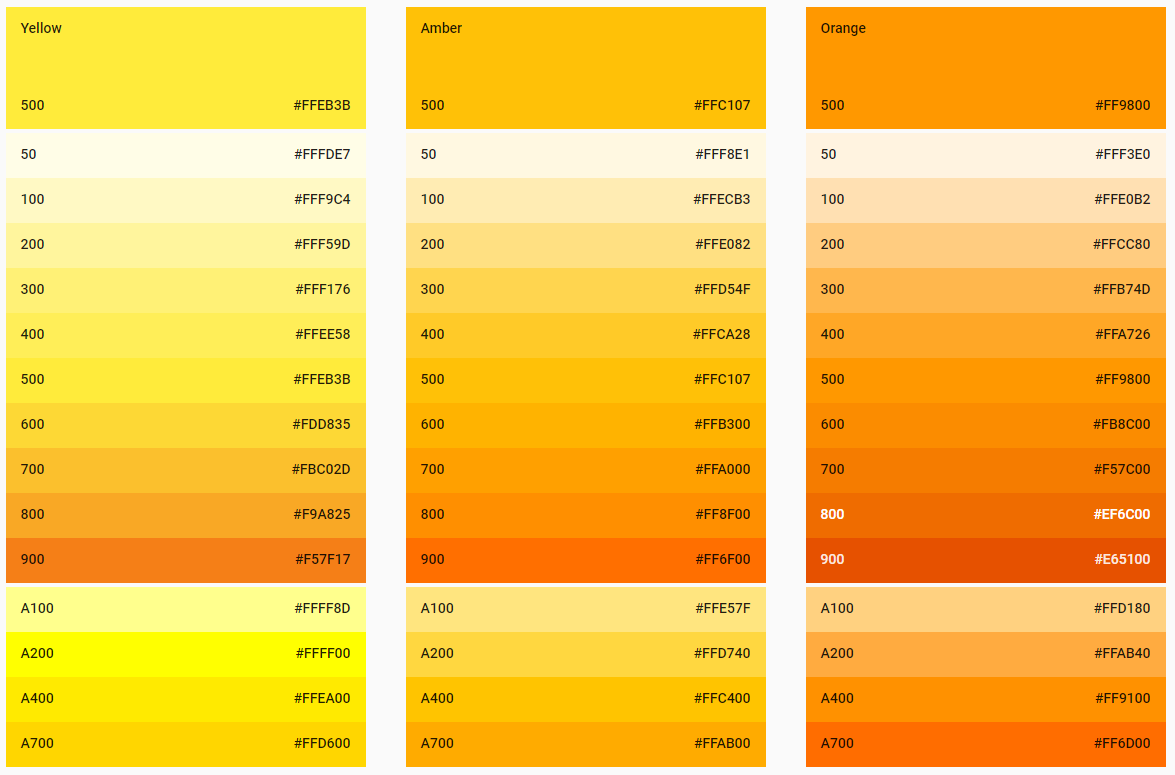 Yellow
500 #FFEB3B
50 #FFFDE7
100 #FFF9C4
200 #FFF59D
300 #FFF176
400 #FFEE58
500 #FFEB3B
600 #FDD835
700 #FBC02D
800 #F9A825
900 #F57F17
A100 #FFFF8D
A200 #FFFF00
A400 #FFEA00
A700 #FFD600
Amber
500 #FFC107
50 #FFF8E1
100 #FFECB3
200 #FFE082
300 #FFD54F
400 #FFCA28
500 #FFC107
600 #FFB300
700 #FFA000
800 #FF8F00
900 #FF6F00
A100 #FFE57F
A200 #FFD740
A400 #FFC400
A700 #FFAB00
Orange
500 #FF9800
50 #FFF3E0
100 #FFE0B2
200 #FFCC80
300 #FFB74D
400 #FFA726
500 #FF9800
600 #FB8C00
700 #F57C00
800 #EF6C00
900 #E65100
A100 #FFD180
A200 #FFAB40
A400 #FF9100
A700 #FF6D00